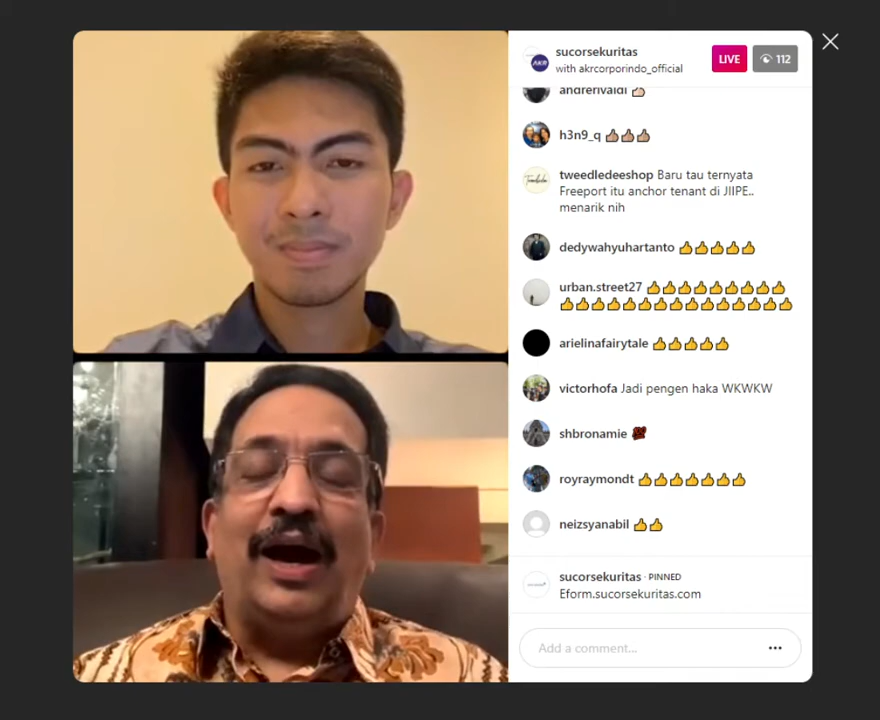 sucorsekuritas
with akrcorporindo_official
LIVE
112
AKR
andrerivaldi 👍🏻
h3n9_q 👍🏽👍🏽👍🏽
tweedledeeshop Baru tau ternyata
Freeport itu anchor tenant di JIIPE..
menarik nih
dedywahyuhartanto 👍👍👍👍👍
urban.street27 👍👍👍👍👍👍👍👍👍
👍👍👍👍👍👍👍👍👍👍👍👍👍👍👍
arielinafairytale 👍👍👍👍👍
victorhofa Jadi pengen haka WKWKW
shbronamie 💯
royraymondt 👍👍👍👍👍👍👍
neizsyanabil 👍👍
sucorsekuritas · PINNED
Eform.sucorsekuritas.com
Add a comment...